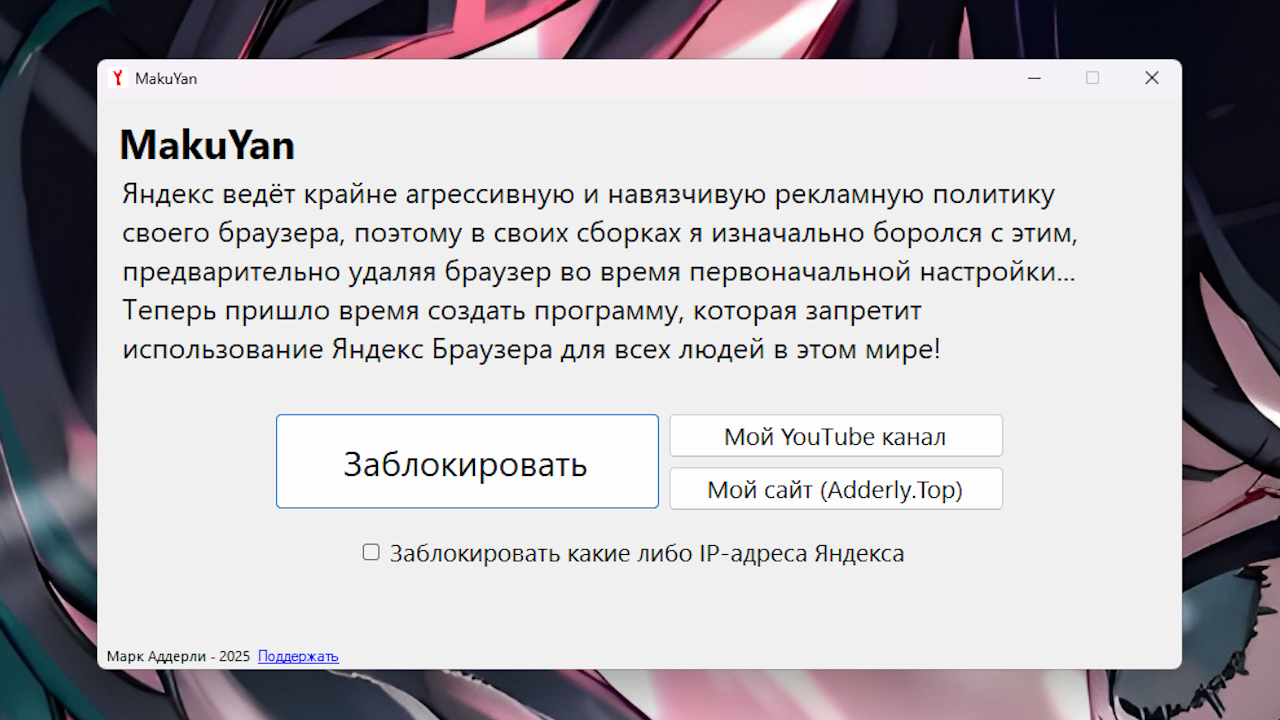 MakuYan
MakuYan
Яндекс ведёт крайне агрессивную и навязчивую рекламную политику
своего браузера, поэтому в своих сборках я изначально боролся с этим,
предварительно удаляя браузер во время первоначальной настройки...
Теперь пришло время создать программу, которая запретит
использование Яндекс Браузера для всех людей в этом мире!
Заблокировать
Мой YouTube канал
Мой сайт (Adderly.Top)
Заблокировать какие либо IP-адреса Яндекса
Марк Аддерли - 2025 Поддержать